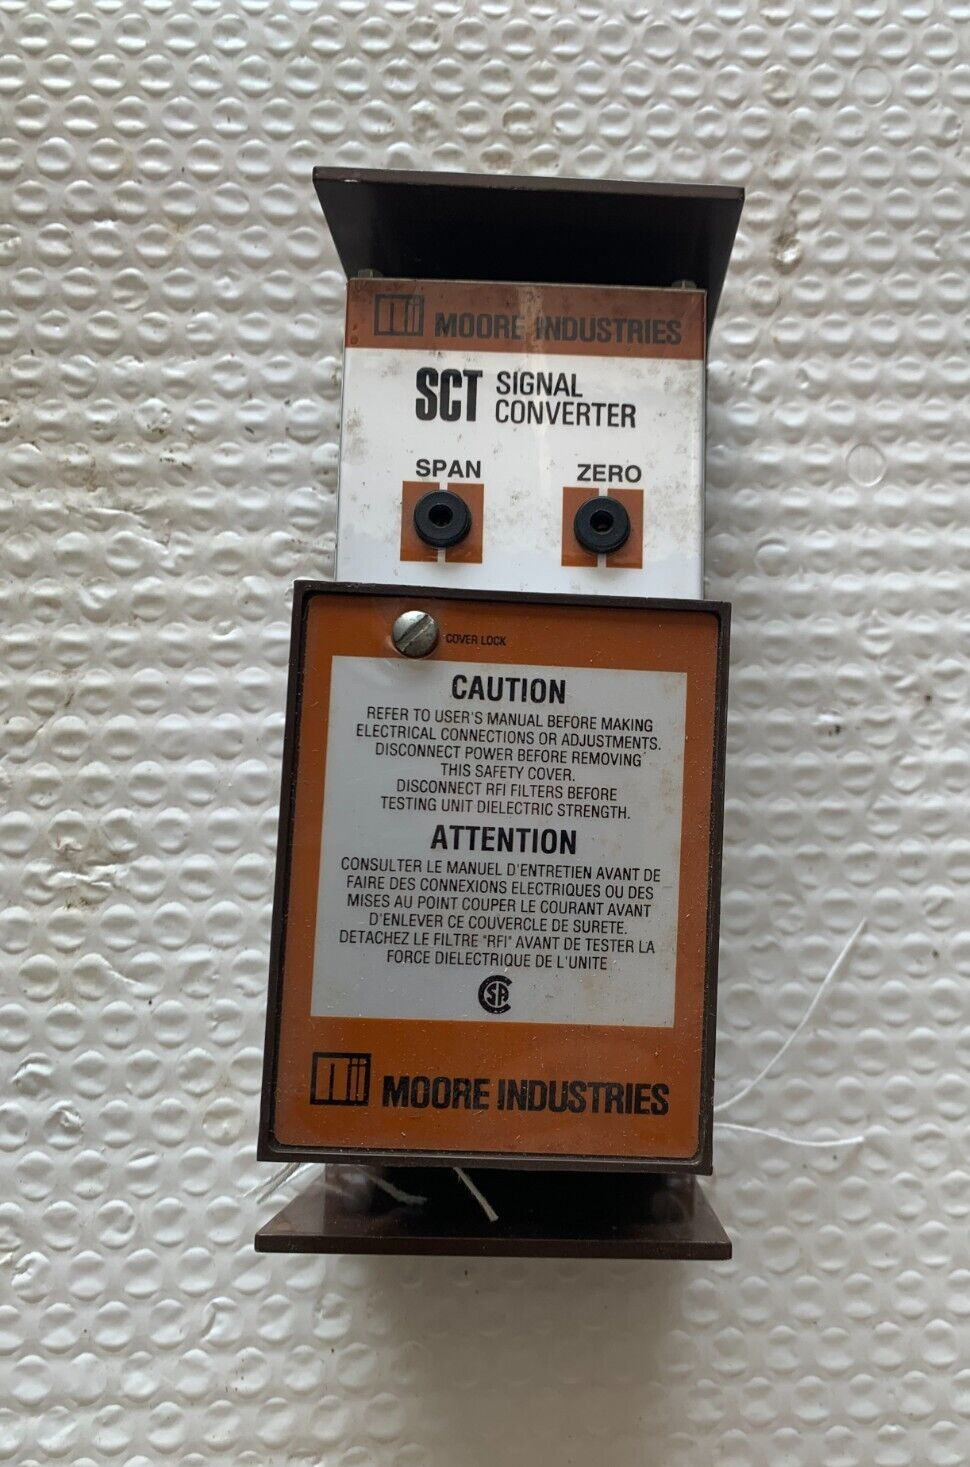 MOORE INDUSTRIES
SCT SIGNAL CONVERTER
SPAN ZERO
COVER LOCK
CAUTION
REFER TO USER'S MANUAL BEFORE MAKING
ELECTRICAL CONNECTIONS OR ADJUSTMENTS.
DISCONNECT POWER BEFORE REMOVING
THIS SAFETY COVER.
DISCONNECT RFI FILTERS BEFORE
TESTING UNIT DIELECTRIC STRENGTH.
ATTENTION
CONSULTER LE MANUEL D'ENTRETIEN AVANT DE
FAIRE DES CONNEXIONS ELECTRIQUES OU DES
MISES AU POINT COUPER LE COURANT AVANT
D'ENLEVER CE COUVERCLE DE SURETE.
DETACHEZ LE FILTRE "RFI" AVANT DE TESTER LA
FORCE DIELECTRIQUE DE L'UNITE
CSA
MOORE INDUSTRIES